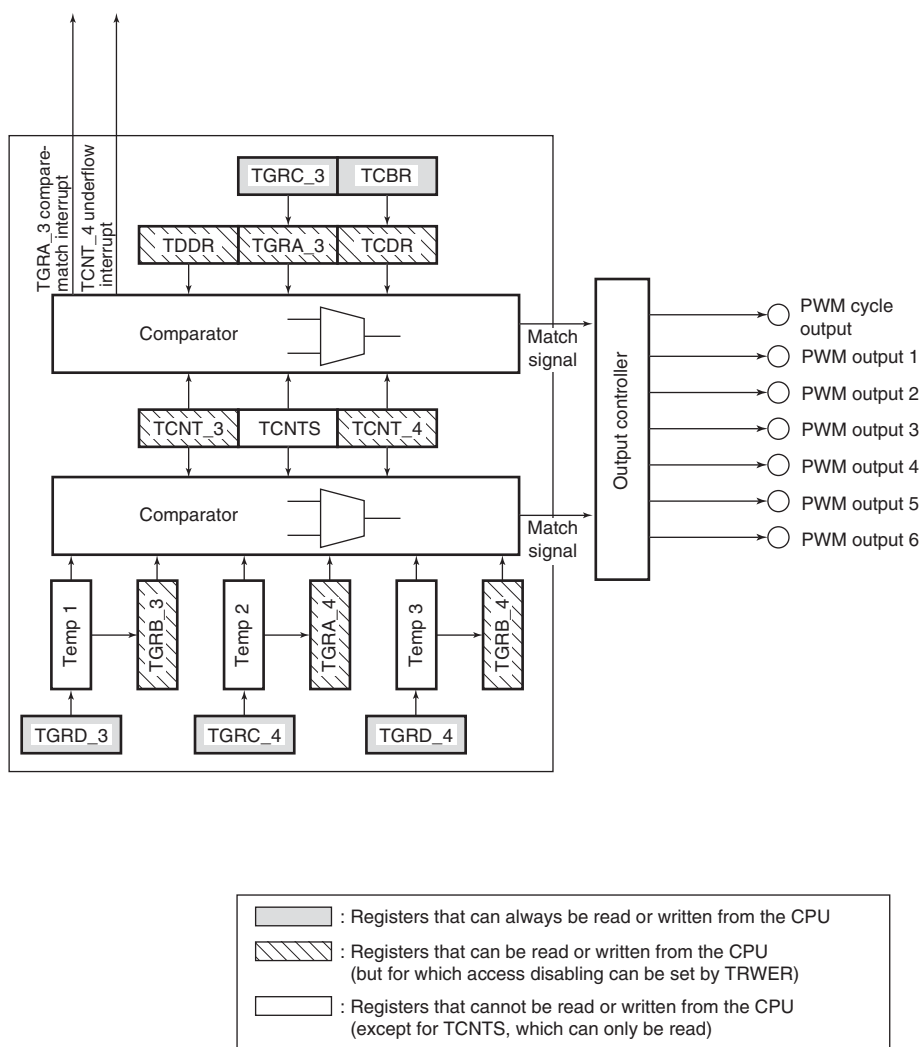 TGRA_3 compare-
match interrupt
TCNT_4 underflow
interrupt
TGRC_3 TCBR
TDDR TGRA_3 TCDR
Comparator
Match
signal
TCNT_3 TCNTS TCNT_4
Comparator
Match
signal
Output controller
PWM cycle
output
PWM output 1
PWM output 2
PWM output 3
PWM output 4
PWM output 5
PWM output 6
Temp 1 TGRB_3 Temp 2 TGRA_4 Temp 3 TGRB_4
TGRD_3 TGRC_4 TGRD_4
: Registers that can always be read or written from the CPU
: Registers that can be read or written from the CPU
(but for which access disabling can be set by TRWER)
: Registers that cannot be read or written from the CPU
(except for TCNTS, which can only be read)